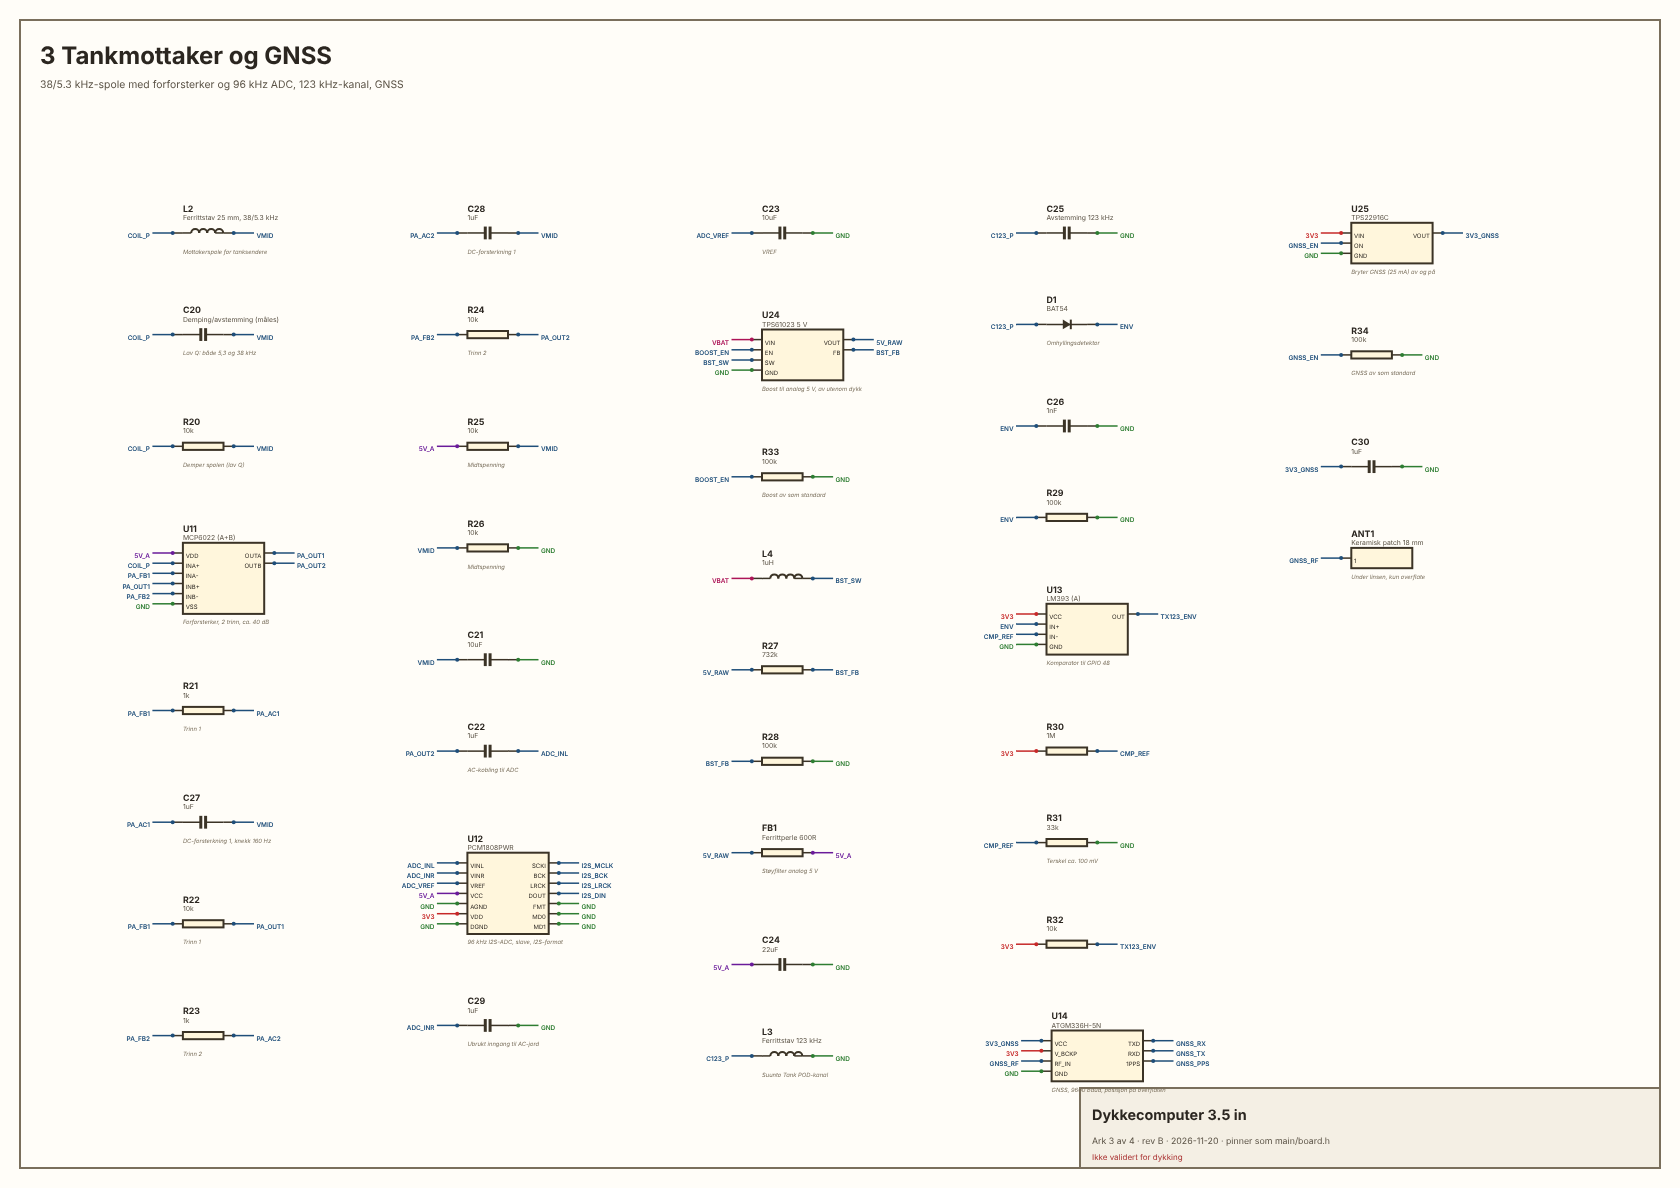 3 Tankmottaker og GNSS
38/5.3 kHz-spole med forforsterker og 96 kHz ADC, 123 kHz-kanal, GNSS
L2
Ferrittstav 25 mm, 38/5.3 kHz
COIL_P
VMID
Mottakerspole for tanksendere
C20
Demping/avstemming (måles)
COIL_P
VMID
Lav Q: både 5,3 og 38 kHz
R20
10k
COIL_P
VMID
Demper spolen (lav Q)
U11
MCP6022 (A+B)
5V_A
COIL_P
PA_FB1
PA_OUT1
PA_FB2
GND
VDD
INA+
INA-
INB+
INB-
VSS
OUTA
OUTB
PA_OUT1
PA_OUT2
Forforsterker, 2 trinn, ca. 40 dB
R21
1k
PA_FB1
PA_AC1
Trinn 1
C27
1uF
PA_AC1
VMID
DC-forsterkning 1, knekk 160 Hz
R22
10k
PA_FB1
PA_OUT1
Trinn 1
R23
1k
PA_FB2
PA_AC2
Trinn 2
C28
1uF
PA_AC2
VMID
DC-forsterkning 1
R24
10k
PA_FB2
PA_OUT2
Trinn 2
R25
10k
5V_A
VMID
Midtspenning
R26
10k
VMID
GND
Midtspenning
C21
10uF
VMID
GND
C22
1uF
PA_OUT2
ADC_INL
AC-kobling til ADC
U12
PCM1808PWR
ADC_INL
ADC_INR
ADC_VREF
5V_A
GND
3V3
GND
VINL
VINR
VREF
VCC
AGND
VDD
DGND
SCKI
BCK
LRCK
DOUT
FMT
MD0
MD1
I2S_MCLK
I2S_BCK
I2S_LRCK
I2S_DIN
GND
GND
GND
96 kHz I2S-ADC, slave, I2S-format
C29
1uF
ADC_INR
GND
Ubrukt inngang til AC-jord
C23
10uF
ADC_VREF
GND
VREF
U24
TPS61023 5 V
VBAT
BOOST_EN
BST_SW
GND
VIN
EN
SW
GND
VOUT
FB
5V_RAW
BST_FB
Boost til analog 5 V, av utenom dykk
R33
100k
BOOST_EN
GND
Boost av som standard
L4
1uH
VBAT
BST_SW
R27
732k
5V_RAW
BST_FB
R28
100k
BST_FB
GND
FB1
Ferrittperle 600R
5V_RAW
5V_A
Støyfilter analog 5 V
C24
22uF
5V_A
GND
L3
Ferrittstav 123 kHz
C123_P
GND
Suunto Tank POD-kanal
C25
Avstemming 123 kHz
C123_P
GND
D1
BAT54
C123_P
ENV
Omhyllingsdetektor
C26
1nF
ENV
GND
R29
100k
ENV
GND
U13
LM393 (A)
3V3
ENV
CMP_REF
GND
VCC
IN+
IN-
GND
OUT
TX123_ENV
Komparator til GPIO 48
R30
1M
3V3
CMP_REF
R31
33k
CMP_REF
GND
Terskel ca. 100 mV
R32
10k
3V3
TX123_ENV
U14
ATGM336H-5N
3V3_GNSS
3V3
GNSS_RF
GND
VCC
V_BCKP
RF_IN
GND
TXD
RXD
1PPS
GNSS_RX
GNSS_TX
GNSS_PPS
GNSS, 9600 baud, posisjon på overflaten
U25
TPS22916C
3V3
GNSS_EN
GND
VIN
ON
GND
VOUT
3V3_GNSS
Bryter GNSS (25 mA) av og på
R34
100k
GNSS_EN
GND
GNSS av som standard
C30
1uF
3V3_GNSS
GND
ANT1
Keramisk patch 18 mm
GNSS_RF
1
Under linsen, kun overflate
Dykkecomputer 3.5 in
Ark 3 av 4 · rev B · 2026-11-20 · pinner som main/board.h
Ikke validert for dykking